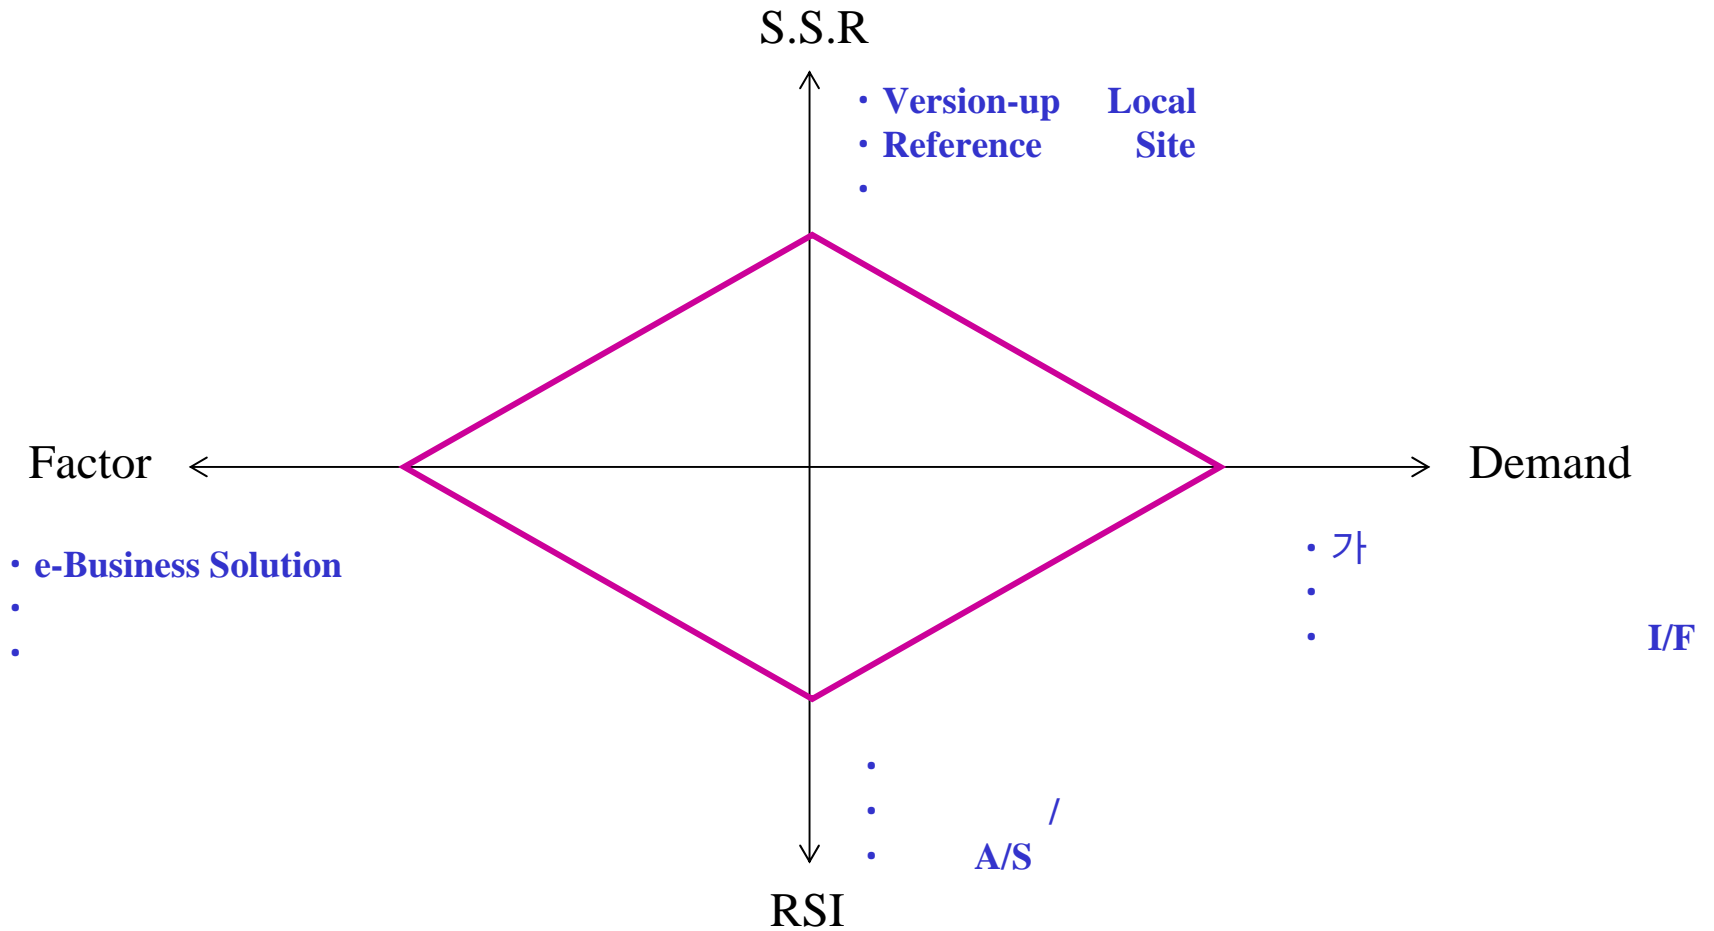 S.S.R
· Version-up Local
· Reference Site
·
Factor
Demand
· e-Business Solution
·
·
· 가
·
· I/F
·
· /
· A/S
RSI